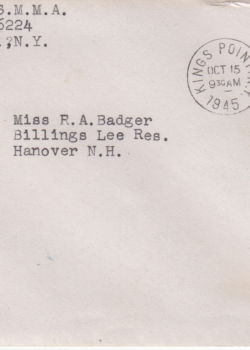 S.M.M.A.
6224
,N.Y.
KINGS POINT N.Y.
OCT 15
930AM
1945
Miss R.A.Badger
Billings Lee Res.
Hanover N.H.